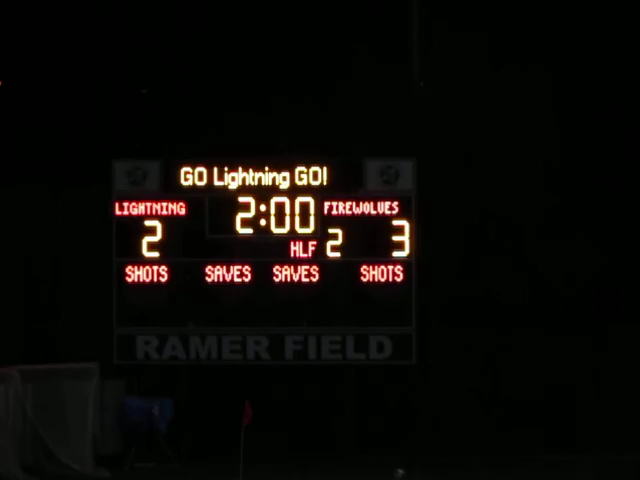 GO Lightning GO!
LIGHTNING 2:00 FIREWOLVES
2 HLF 2 3
SHOTS SAVES SAVES SHOTS
RAMER FIELD